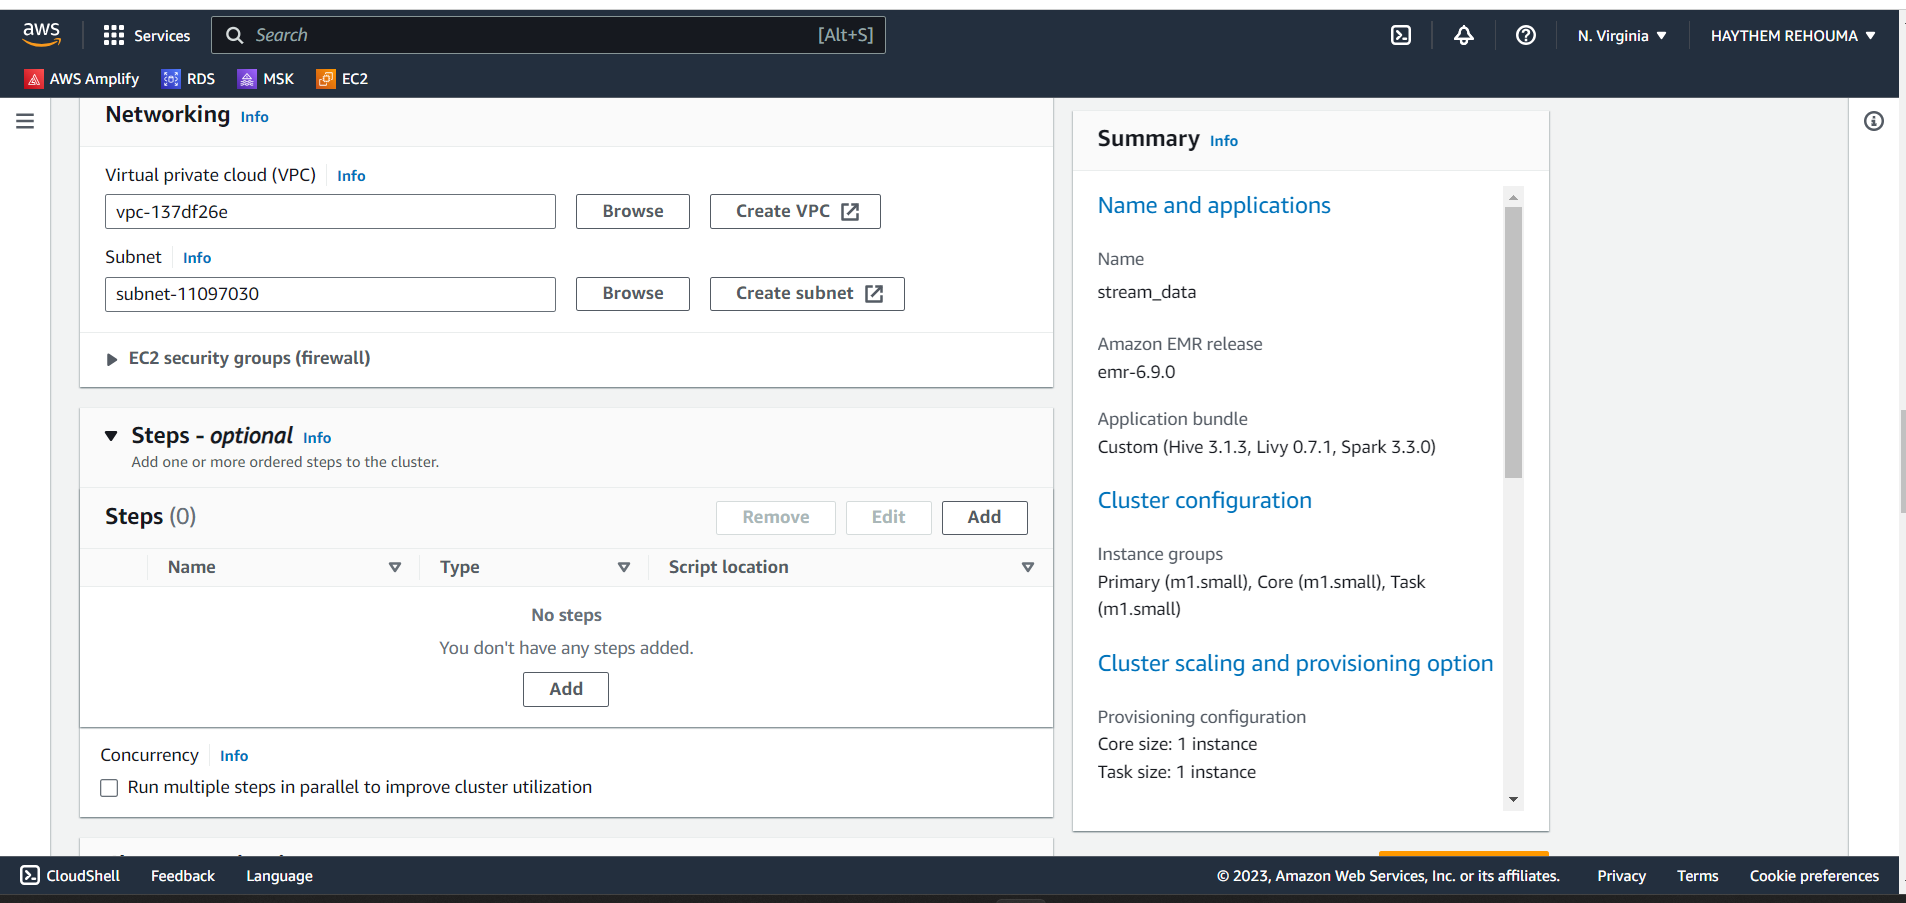 aws
Services
Search
[Alt+S]
N. Virginia
HAYTHEM REHOUMA
AWS Amplify
RDS
MSK
EC2
Networking Info
Virtual private cloud (VPC) Info
vpc-137df26e
Browse
Create VPC
Subnet Info
subnet-11097030
Browse
Create subnet
EC2 security groups (firewall)
Steps - optional Info
Add one or more ordered steps to the cluster.
Steps (0)
Remove
Edit
Add
Name
Type
Script location
No steps
You don't have any steps added.
Add
Concurrency Info
Run multiple steps in parallel to improve cluster utilization
Summary Info
Name and applications
Name
stream_data
Amazon EMR release
emr-6.9.0
Application bundle
Custom (Hive 3.1.3, Livy 0.7.1, Spark 3.3.0)
Cluster configuration
Instance groups
Primary (m1.small), Core (m1.small), Task
(m1.small)
Cluster scaling and provisioning option
Provisioning configuration
Core size: 1 instance
Task size: 1 instance
CloudShell
Feedback
Language
© 2023, Amazon Web Services, Inc. or its affiliates.
Privacy
Terms
Cookie preferences